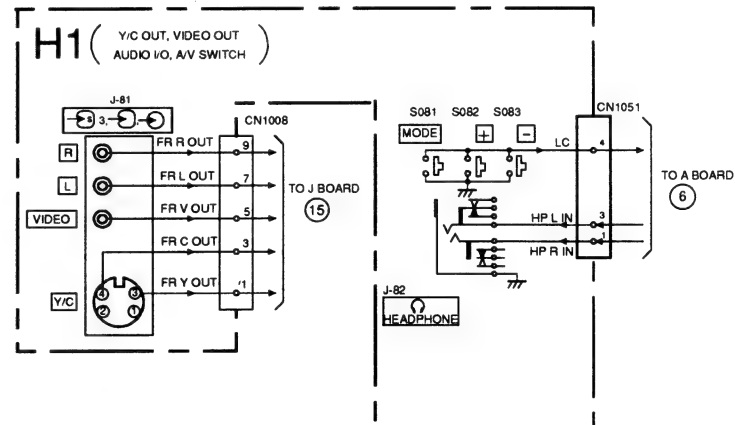 H1 ( Y/C OUT, VIDEO OUT
AUDIO I/O, A/V SWITCH )
J-81
S 3,
CN1008
R
FR R OUT
9
L
FR L OUT
7
VIDEO
FR V OUT
5
FR C OUT
3
Y/C
FR Y OUT
'1
4
3
2
1
TO J BOARD
15
S081 S082 S083
MODE + -
LC
CN1051
4
HP L IN
3
HP R IN
1
TO A BOARD
6
J-82
HEADPHONE